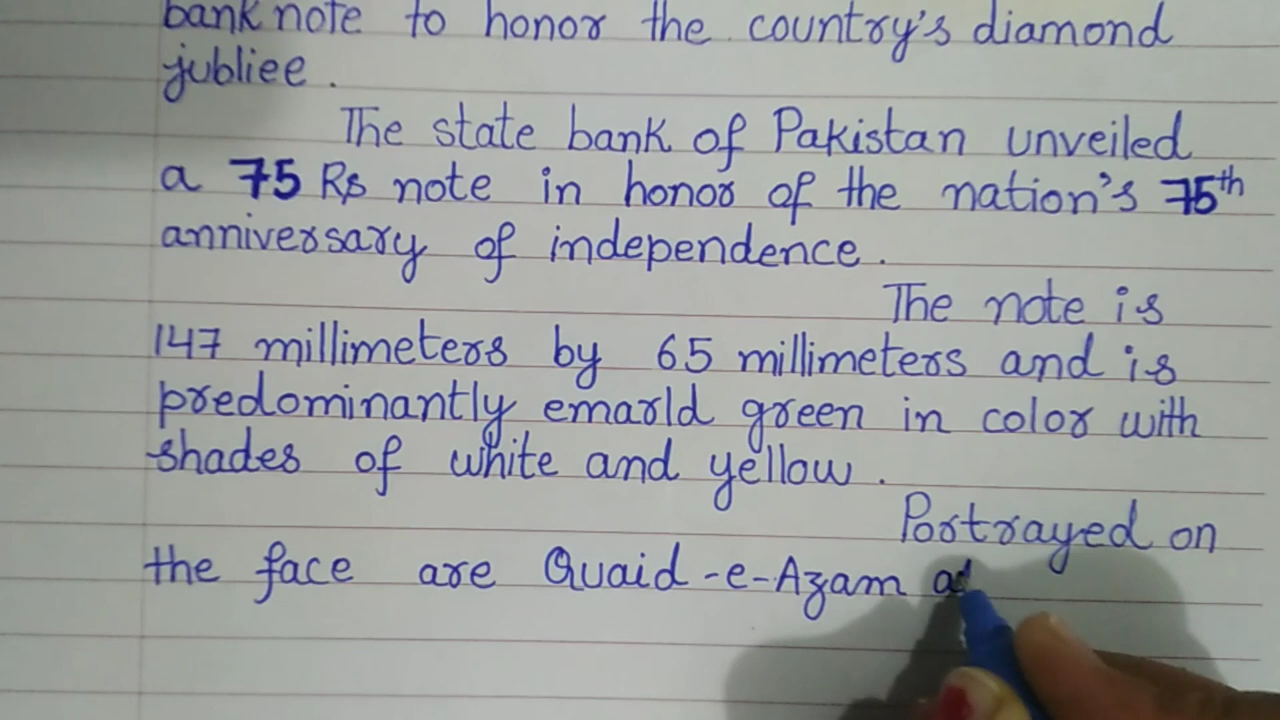 bank note to honor the country's diamond
jubliee.
The state bank of Pakistan unveiled
a 75 Rs note in honor of the nation's 75th
anniversary of independence.
The note is
147 millimeters by 65 millimeters and is
predominantly emarld green in color with
shades of white and yellow.
Portrayed on
the face are Quaid-e-Azam